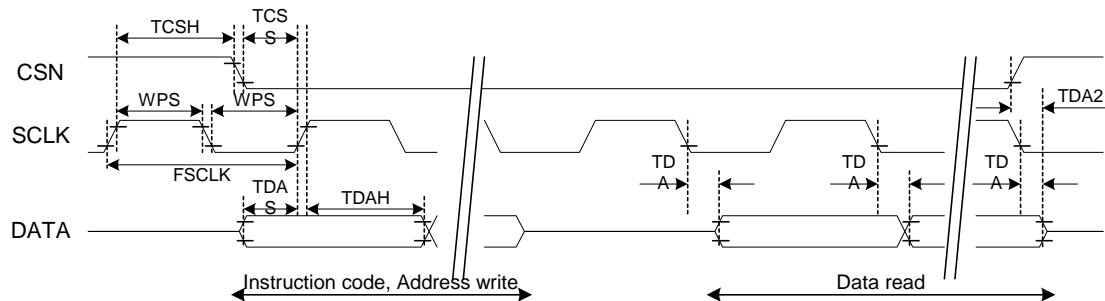 TCSH
TCS
S
CSN
WPS
WPS
TDA2
SCLK
FSCLK
TD
A
TD
A
TD
A
TDA
S
TDAH
DATA
Instruction code, Address write
Data read